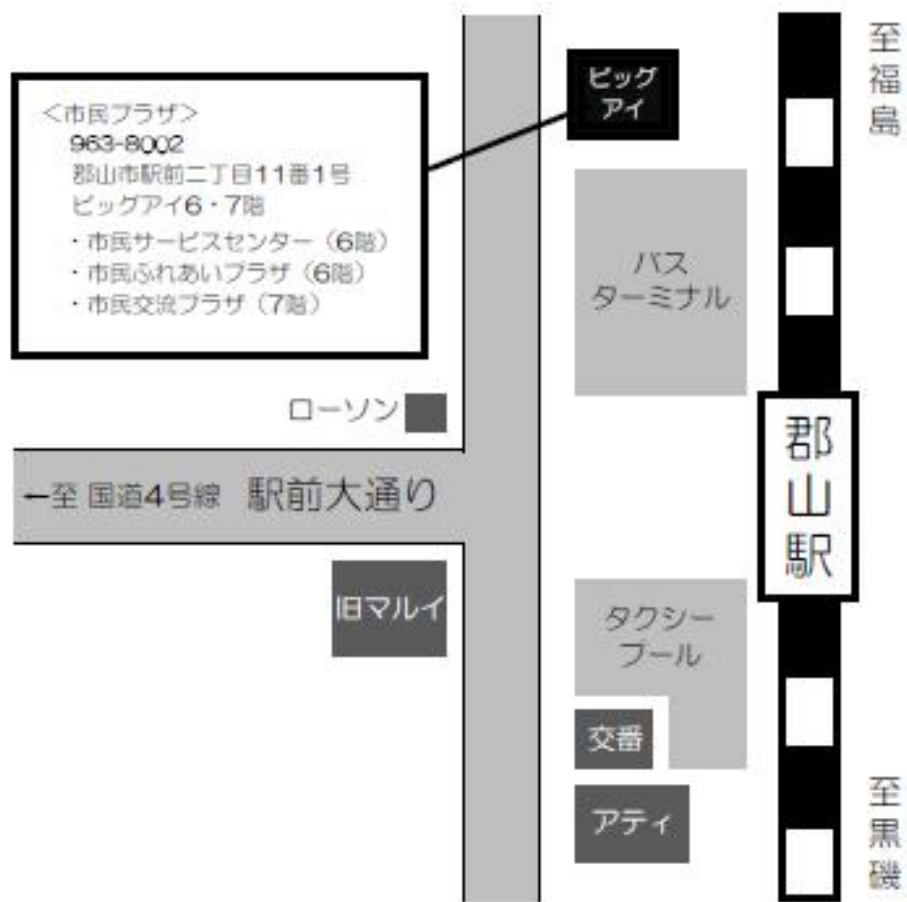 至福島
ビッグ
アイ
<市民プラザ>
963-8002
郡山市駅前二丁目11番1号
ビッグアイ6・7階
・市民サービスセンター(6階)
・市民ふれあいプラザ(6階)
・市民交流プラザ(7階)
バス
ターミナル
ローソン
郡山駅
←至 国道4号線 駅前大通り
旧マルイ
タクシー
プール
交番
アティ
至黒磯